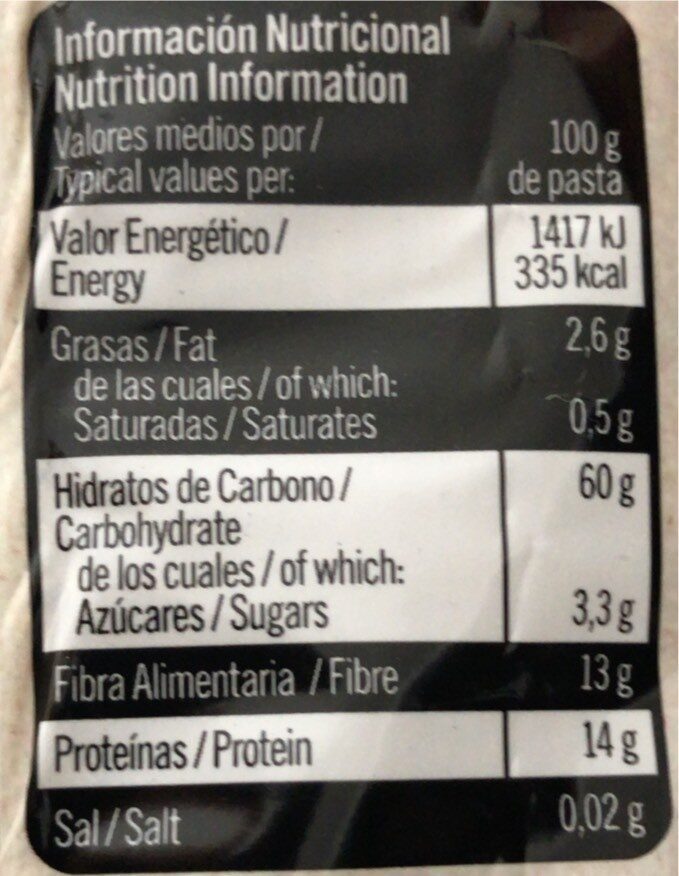 Información Nutricional
Nutrition Information
Valores medios por / 100 g
Typical values per: de pasta
Valor Energético / 1417 kJ
Energy 335 kcal
Grasas / Fat 2,6 g
de las cuales / of which:
Saturadas / Saturates 0,5 g
Hidratos de Carbono / 60 g
Carbohydrate
de los cuales / of which:
Azúcares / Sugars 3,3 g
Fibra Alimentaria / Fibre 13 g
Proteínas / Protein 14 g
Sal / Salt 0,02 g